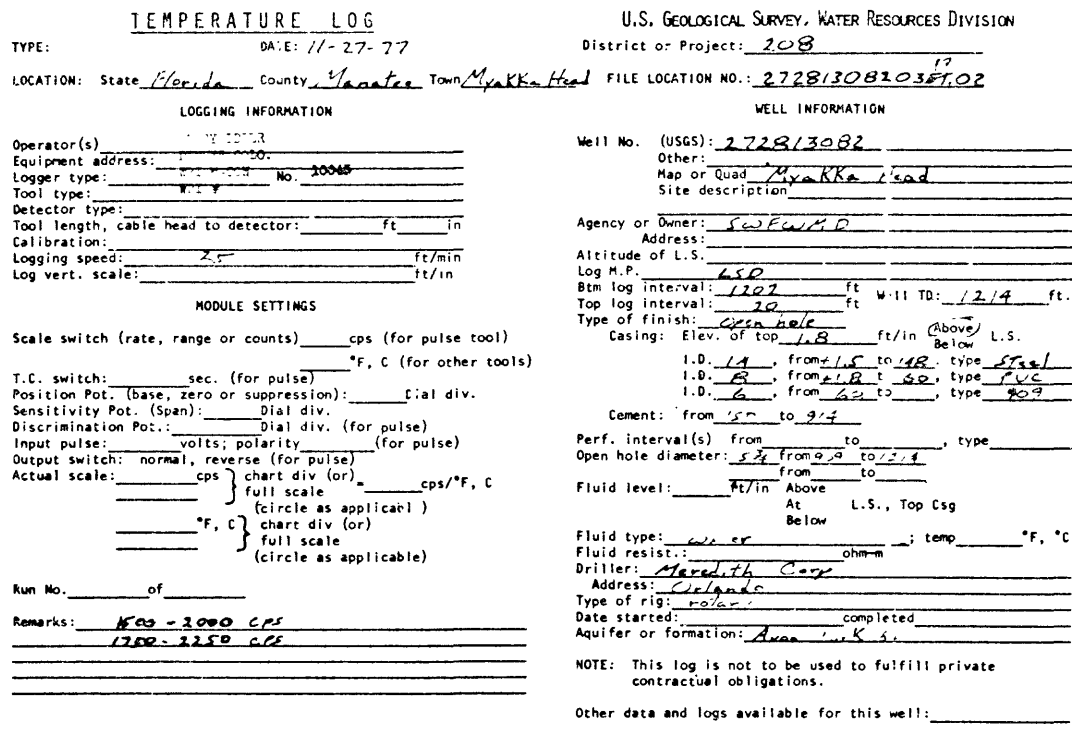 TEMPERATURE LOG
TYPE: DATE: 11-27-77
LOCATION: State Florida County Manatee Town Myakka Head
LOGGING INFORMATION
Operator(s)
Equipment address:
Logger type: No. 10045
Tool type:
Detector type:
Tool length, cable head to detector: ft in
Calibration:
Logging speed: 25 ft/min
Log vert. scale: ft/in
MODULE SETTINGS
Scale switch (rate, range or counts) cps (for pulse tool)
°F, C (for other tools)
T.C. switch: sec. (for pulse)
Position Pot. (base, zero or suppression): Dial div.
Sensitivity Pot. (Span): Dial div.
Discrimination Pot.: Dial div. (for pulse)
Input pulse: volts; polarity (for pulse)
Output switch: normal, reverse (for pulse)
Actual scale: cps } chart div (or) = cps/°F, C
full scale
(circle as applicabl )
°F, C } chart div (or)
full scale
(circle as applicable)
Run No. of
Remarks: 1500 - 2000 CPS
1750 - 2250 CPS
U.S. GEOLOGICAL SURVEY, WATER RESOURCES DIVISION
District or Project: 208
FILE LOCATION NO.:
WELL INFORMATION
Well No. (USGS): 272813082
Other:
Map or Quad Myakka Head
Site description
Agency or Owner: SWFWMD
Address:
Altitude of L.S.
Log M.P. LSD
Btm log interval: 1202 ft W ll TD: 1214 ft.
Top log interval: 20 ft
Type of finish: open hole
Casing: Elev. of top 1.8 ft/in Above Below L.S.
I.D. 14, from +1.5 to 148. type Steel
I.D. 8, from +1.8 t 60, type PVC
I.D. 6, from 60 to , type
Cement: from to
Perf. interval(s) from to , type
Open hole diameter: from to 1214
from to
Fluid level: ft/in Above
At L.S., Top Csg
Below
Fluid type: ; temp °F, °C
Fluid resist.: ohm-m
Driller: Meredith Corp
Address: Orlando
Type of rig: rotary
Date started: completed
Aquifer or formation: Avon
NOTE: This log is not to be used to fulfill private
contractual obligations.
Other data and logs available for this well: